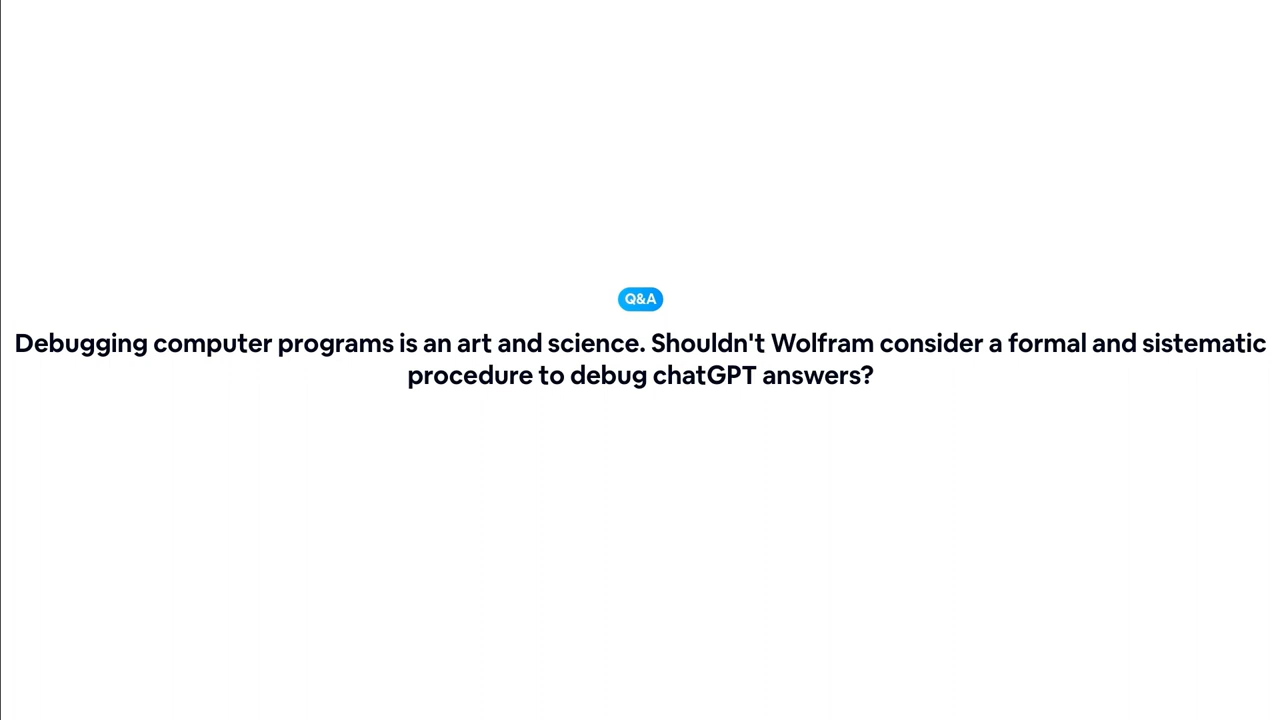 Q&A
Debugging computer programs is an art and science. Shouldn't Wolfram consider a formal and sistematic
procedure to debug chatGPT answers?